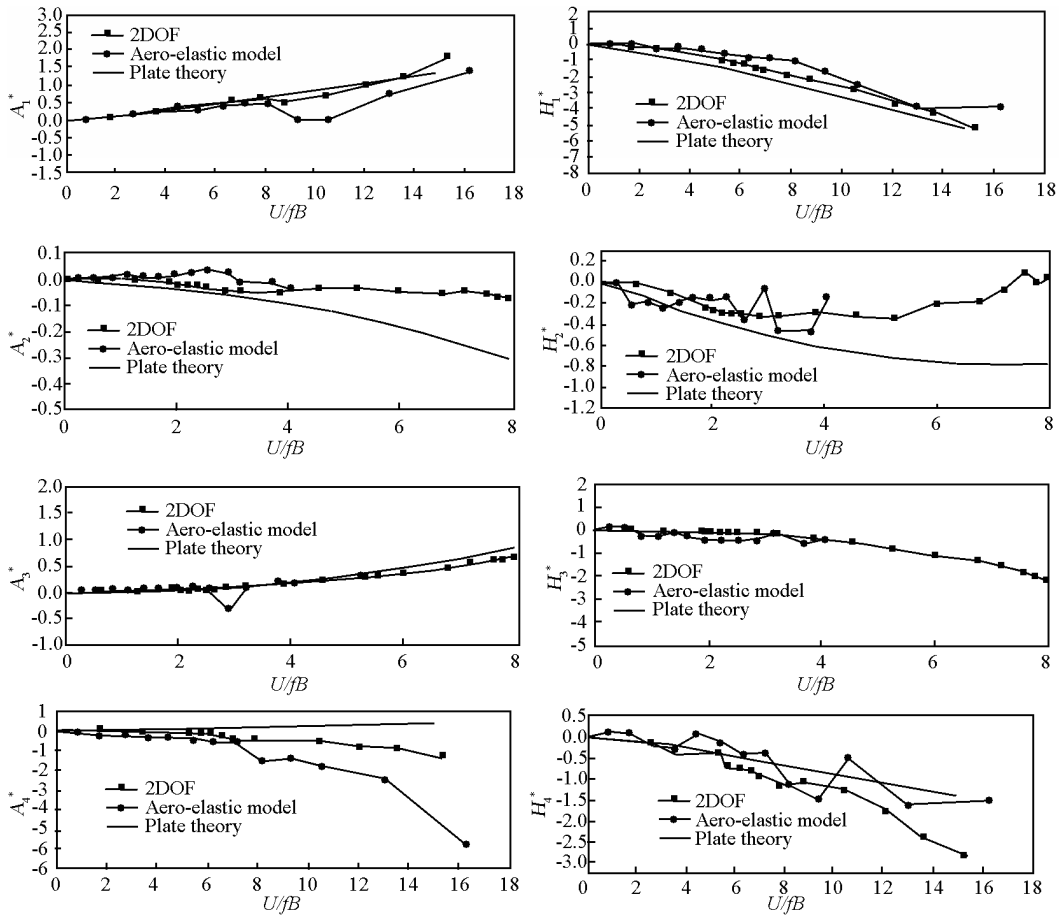 3.0
2.5
2.0
1.5
1.0
0.5
0.0
-0.5
-1.0
-1.5
A₁*
2DOF
Aero-elastic model
Plate theory
0 2 4 6 8 10 12 14 16 18
U/fB
2
1
0
-1
-2
-3
-4
-5
-6
-7
-8
H₁*
2DOF
Aero-elastic model
Plate theory
0 2 4 6 8 10 12 14 16 18
U/fB
0.1
0.0
-0.1
-0.2
-0.3
-0.4
-0.5
A₂*
2DOF
Aero-elastic model
Plate theory
0 2 4 6 8
U/fB
0.2
0.0
-0.2
-0.4
-0.6
-0.8
-1.0
-1.2
H₂*
2DOF
Aero-elastic model
Plate theory
0 2 4 6 8
U/fB
2.0
1.5
1.0
0.5
0.0
-0.5
-1.0
A₃*
2DOF
Aero-elastic model
Plate theory
0 2 4 6 8
U/fB
2
1
0
-1
-2
-3
-4
-5
H₃*
2DOF
Aero-elastic model
Plate theory
0 2 4 6 8
U/fB
1
0
-1
-2
-3
-4
-5
-6
A₄*
2DOF
Aero-elastic model
Plate theory
0 2 4 6 8 10 12 14 16 18
U/fB
0.5
0.0
-0.5
-1.0
-1.5
-2.0
-2.5
-3.0
H₄*
2DOF
Aero-elastic model
Plate theory
0 2 4 6 8 10 12 14 16 18
U/fB